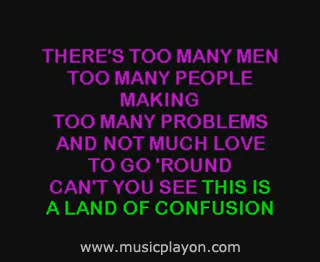 THERE'S TOO MANY MEN
TOO MANY PEOPLE
MAKING
TOO MANY PROBLEMS
AND NOT MUCH LOVE
TO GO 'ROUND
CAN'T YOU SEE THIS IS
A LAND OF CONFUSION
www.musicplayon.com